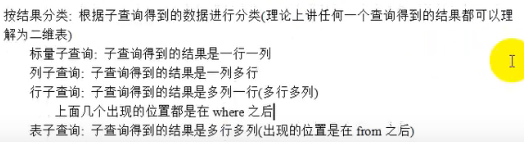 按结果分类: 根据子查询得到的数据进行分类(理论上讲任何一个查询得到的结果都可以理
解为二维表)
标量子查询: 子查询得到的结果是一行一列
列子查询: 子查询得到的结果是一列多行
行子查询: 子查询得到的结果是多列一行(多行多列)
上面几个出现的位置都是在 where 之后
表子查询: 子查询得到的结果是多行多列(出现的位置是在 from 之后)